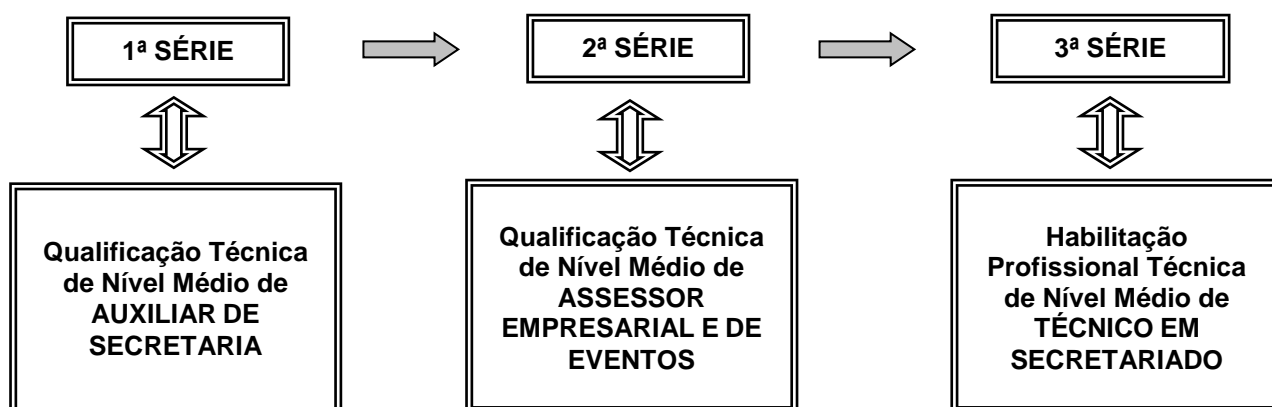 1ª SÉRIE
2ª SÉRIE
3ª SÉRIE
Qualificação Técnica
de Nível Médio de
AUXILIAR DE
SECRETARIA
Qualificação Técnica
de Nível Médio de
ASSESSOR
EMPRESARIAL E DE
EVENTOS
Habilitação
Profissional Técnica
de Nível Médio de
TÉCNICO EM
SECRETARIADO